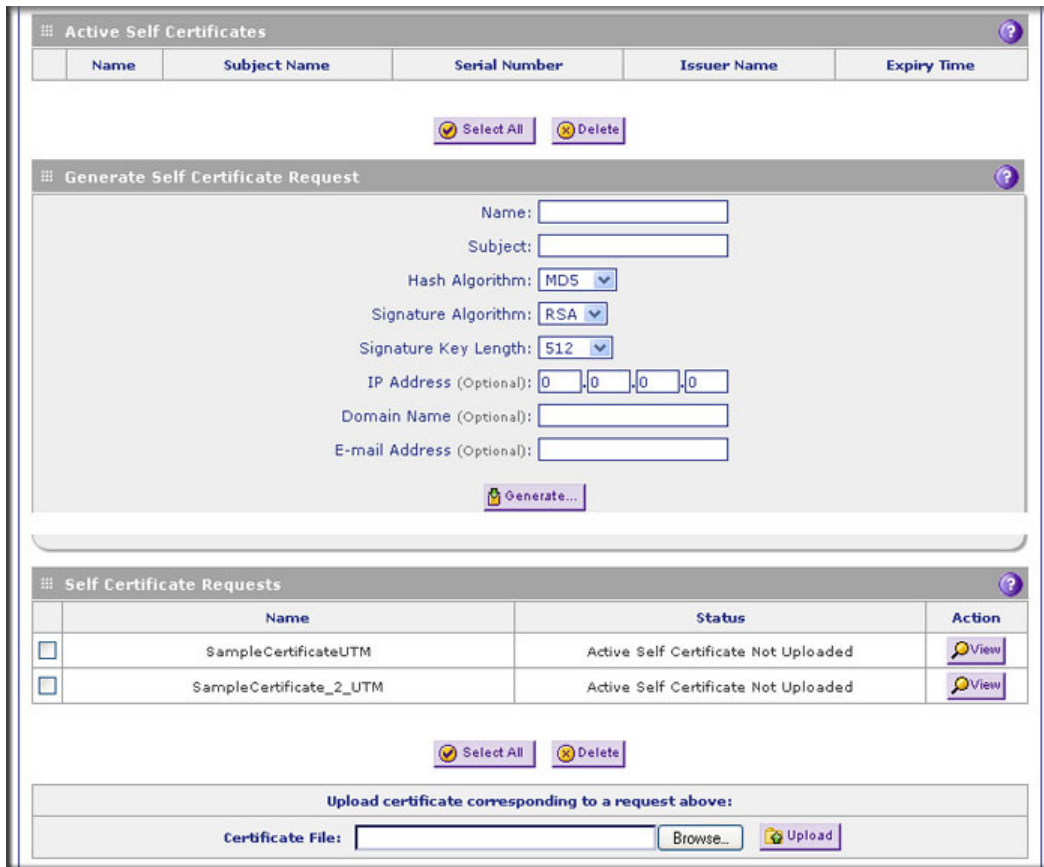 Active Self Certificates ?
Name Subject Name Serial Number Issuer Name Expiry Time
Select All Delete
Generate Self Certificate Request ?
Name:
Subject:
Hash Algorithm: MD5
Signature Algorithm: RSA
Signature Key Length: 512
IP Address (Optional): 0 .0 .0 .0
Domain Name (Optional):
E-mail Address (Optional):
Generate...
Self Certificate Requests ?
Name Status Action
SampleCertificateUTM Active Self Certificate Not Uploaded View
SampleCertificate_2_UTM Active Self Certificate Not Uploaded View
Select All Delete
Upload certificate corresponding to a request above:
Certificate File: Browse... Upload